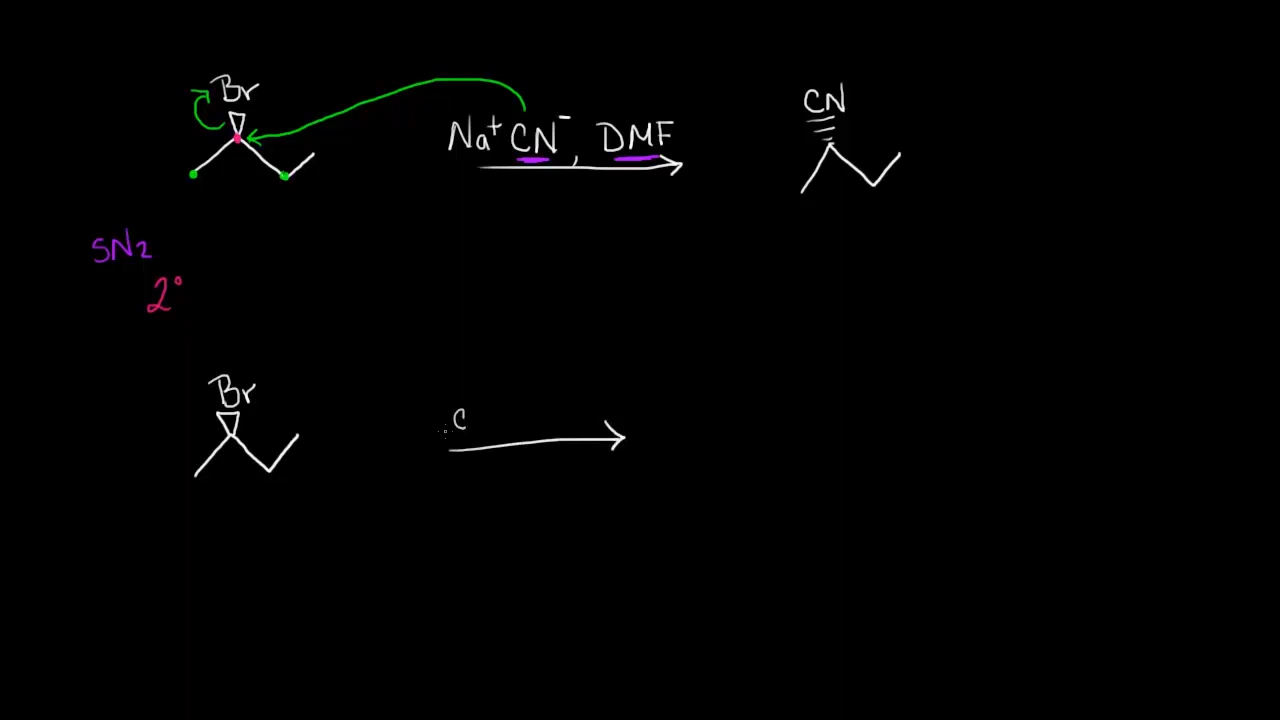 Br
Na⁺ CN⁻, DMF
CN
SN2
2°
Br
C